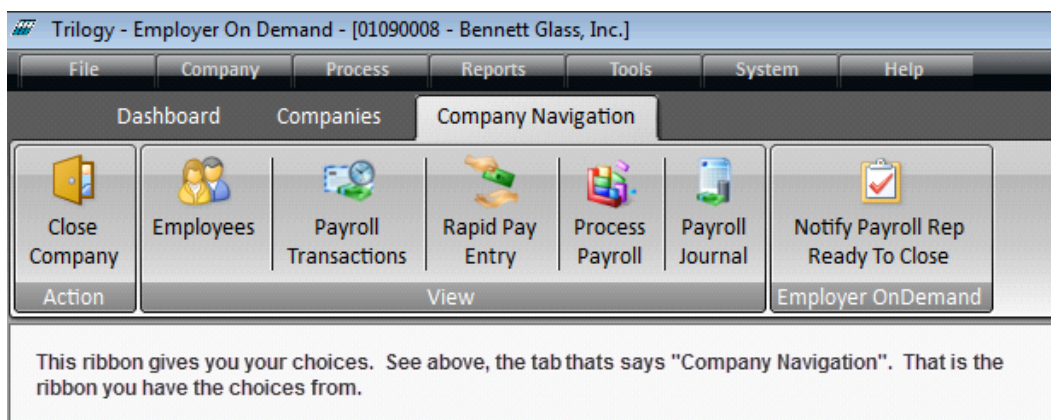 Trilogy - Employer On Demand - [01090008 - Bennett Glass, Inc.]
File Company Process Reports Tools System Help
Dashboard Companies Company Navigation
Close Company
Employees
Payroll Transactions
Rapid Pay Entry
Process Payroll
Payroll Journal
Notify Payroll Rep Ready To Close
Action View Employer OnDemand
This ribbon gives you your choices.  See above, the tab thats says "Company Navigation".  That is the
ribbon you have the choices from.